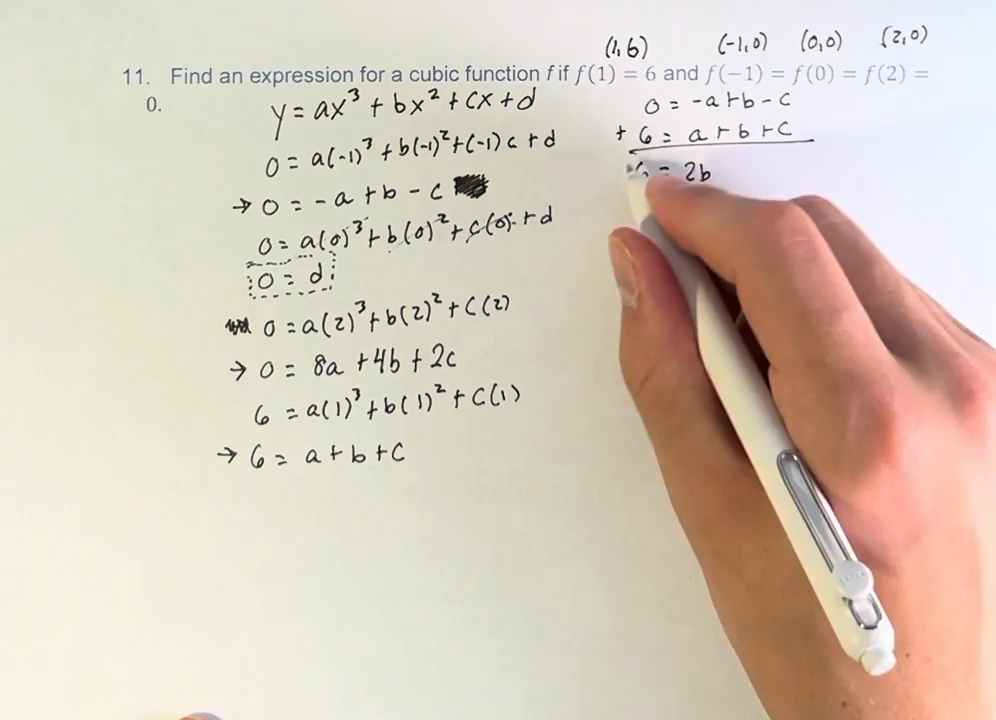 (1,6) (-1,0) (0,0) (2,0)
11. Find an expression for a cubic function f if f(1) = 6 and f(−1) = f(0) = f(2) =
0.
y = ax³ + bx² + cx + d
0 = a(-1)³ + b(-1)² + (-1)c + d
→ 0 = -a + b - c
0 = a(0)³ + b(0)² + c(0) + d
0 = d
0 = a(2)³ + b(2)² + C(2)
→ 0 = 8a + 4b + 2c
6 = a(1)³ + b(1)² + C(1)
→ 6 = a + b + C
0 = -a + b - c
+ 6 = a + b + C
6 = 2b